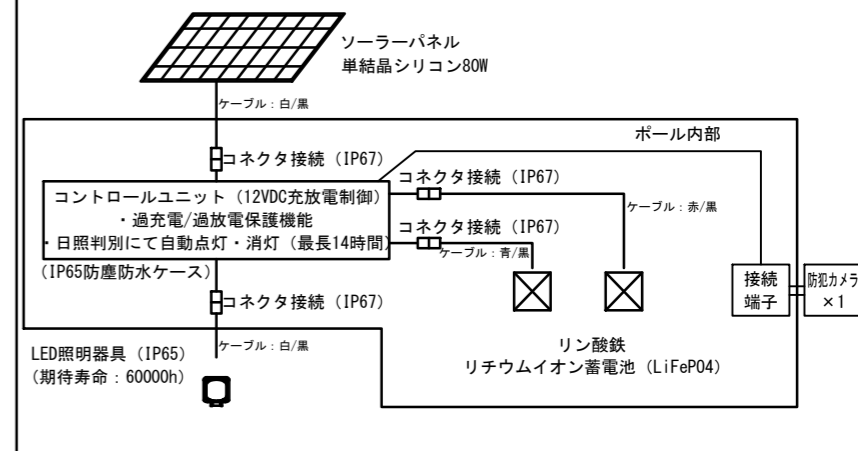 ソーラーパネル
単結晶シリコン80W
ケーブル：白/黒
ポール内部
コネクタ接続（IP67）
コネクタ接続（IP67）
コントロールユニット（12VDC充放電制御）
・過充電/過放電保護機能
・日照判別にて自動点灯・消灯（最長14時間）
（IP65防塵防水ケース）
ケーブル：赤/黒
コネクタ接続（IP67）
ケーブル：青/黒
接続
端子
防犯カメラ
×1
コネクタ接続（IP67）
ケーブル：白/黒
LED照明器具（IP65）
（期待寿命：60000h）
リン酸鉄
リチウムイオン蓄電池（LiFePO4）